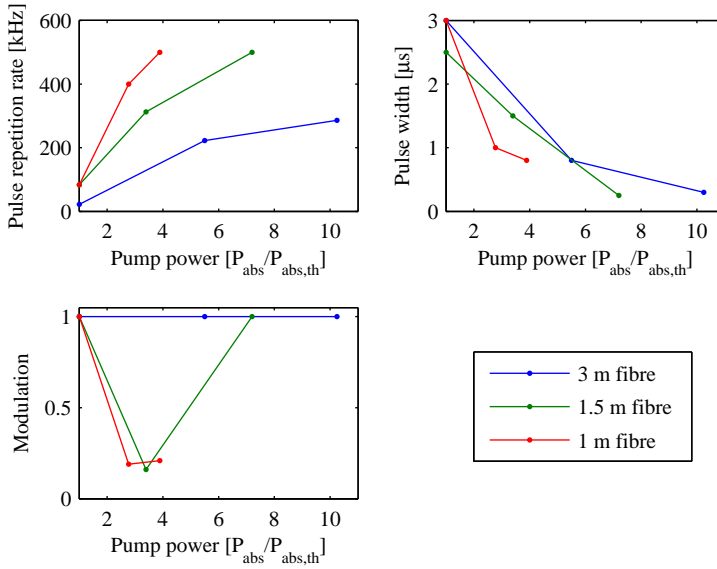 600
400
200
0
2 4 6 8 10
Pulse repetition rate [kHz]
Pump power [P_abs/P_abs,th]
3
2
1
0
2 4 6 8 10
Pulse width [µs]
Pump power [P_abs/P_abs,th]
1
0.5
0
2 4 6 8 10
Modulation
Pump power [P_abs/P_abs,th]
3 m fibre
1.5 m fibre
1 m fibre